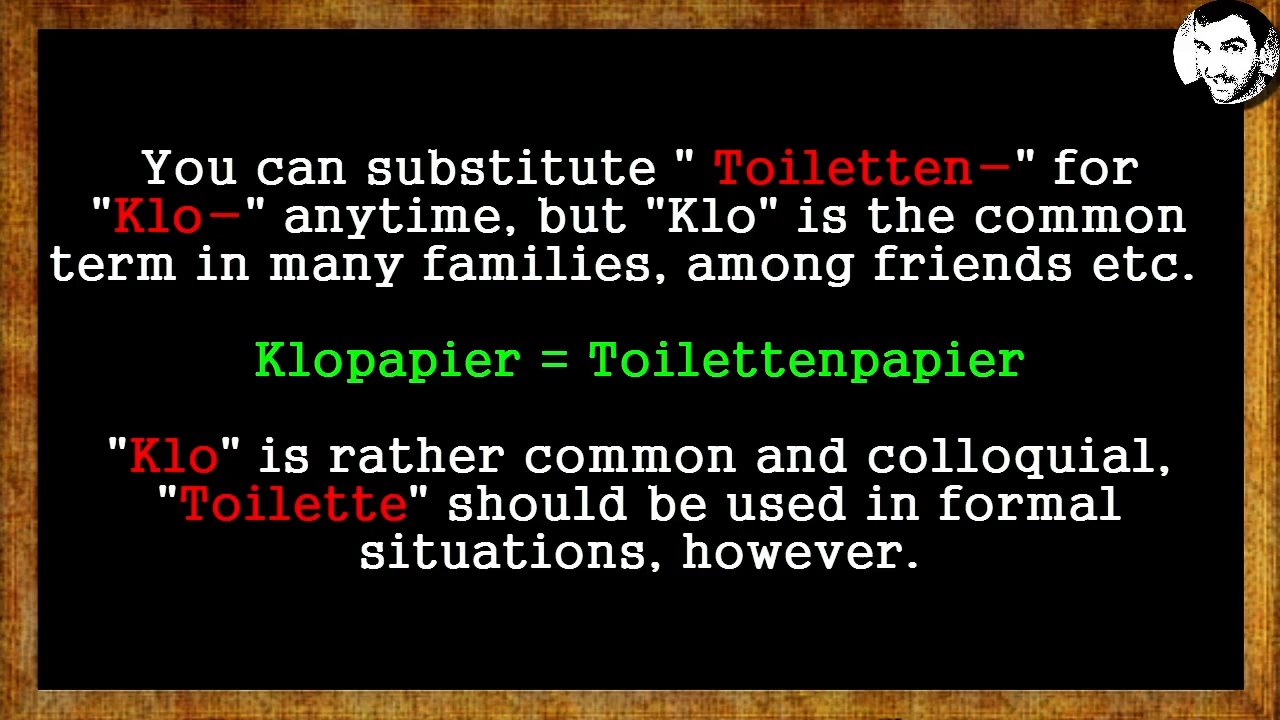 You can substitute " Toiletten-" for
"Klo-" anytime, but "Klo" is the common
term in many families, among friends etc.
Klopapier = Toilettenpapier
"Klo" is rather common and colloquial,
"Toilette" should be used in formal
situations, however.